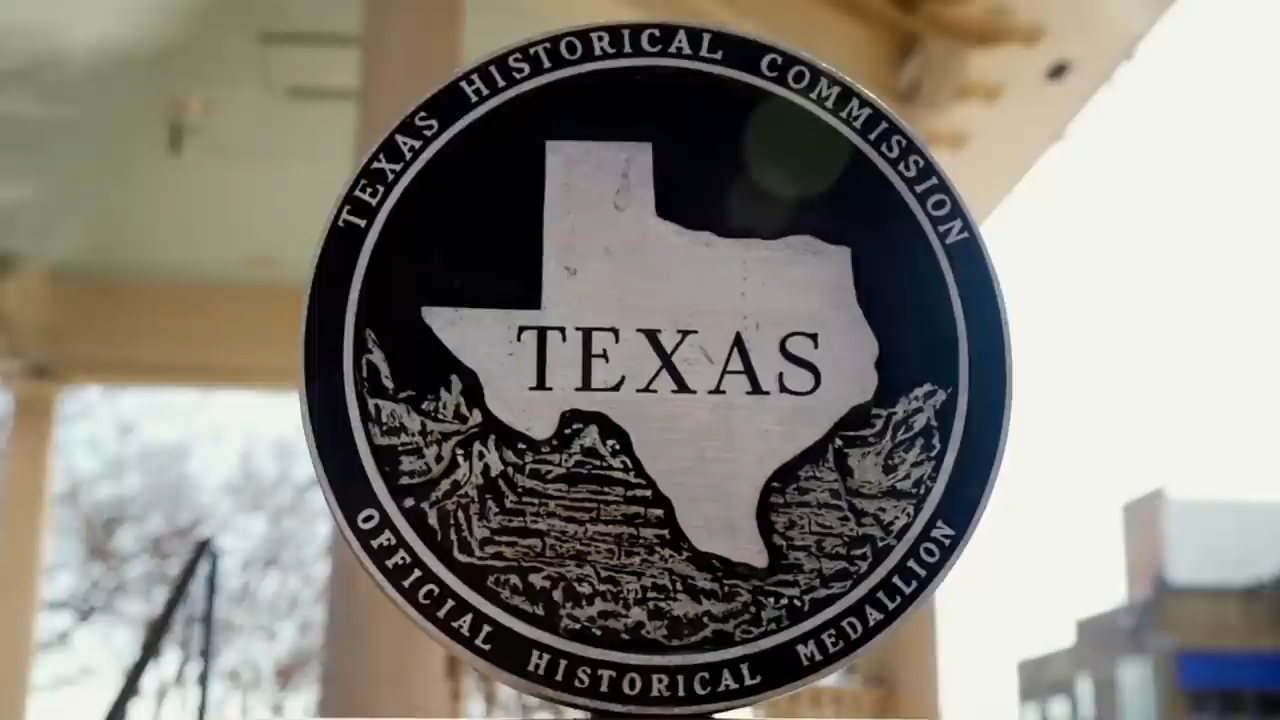 TEXAS HISTORICAL COMMISSION
TEXAS
OFFICIAL HISTORICAL MEDALLION